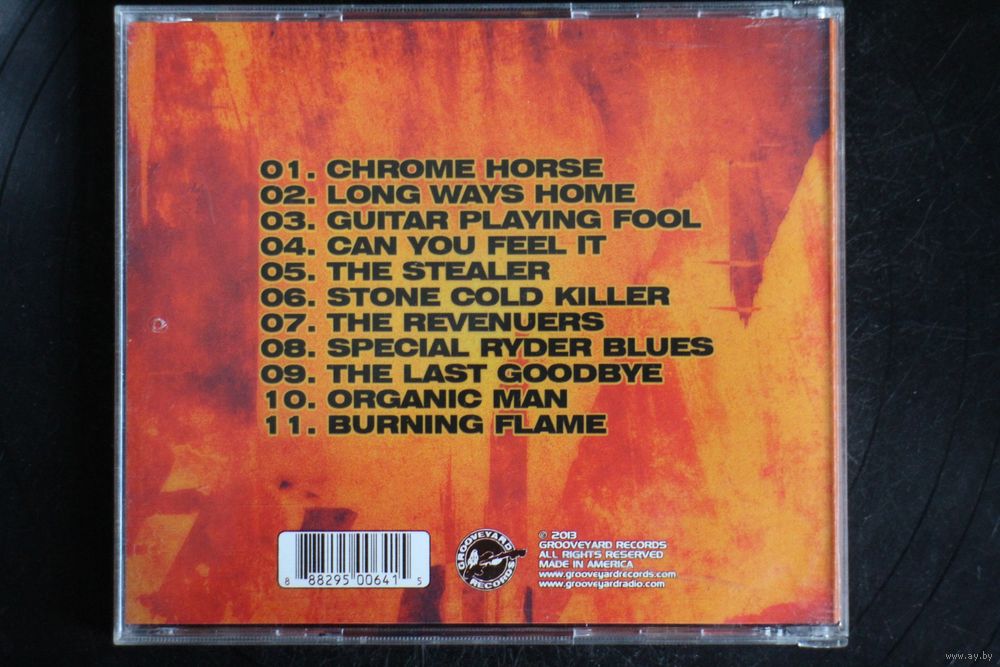 01. CHROME HORSE
02. LONG WAYS HOME
03. GUITAR PLAYING FOOL
04. CAN YOU FEEL IT
05. THE STEALER
06. STONE COLD KILLER
07. THE REVENUERS
08. SPECIAL RYDER BLUES
09. THE LAST GOODBYE
10. ORGANIC MAN
11. BURNING FLAME
8 88295 00641 5
GROOVEYARD
RECORDS
© 2013
GROOVEYARD RECORDS
ALL RIGHTS RESERVED
MADE IN AMERICA
www.grooveyardrecords.com
www.grooveyardradio.com
www.ay.by